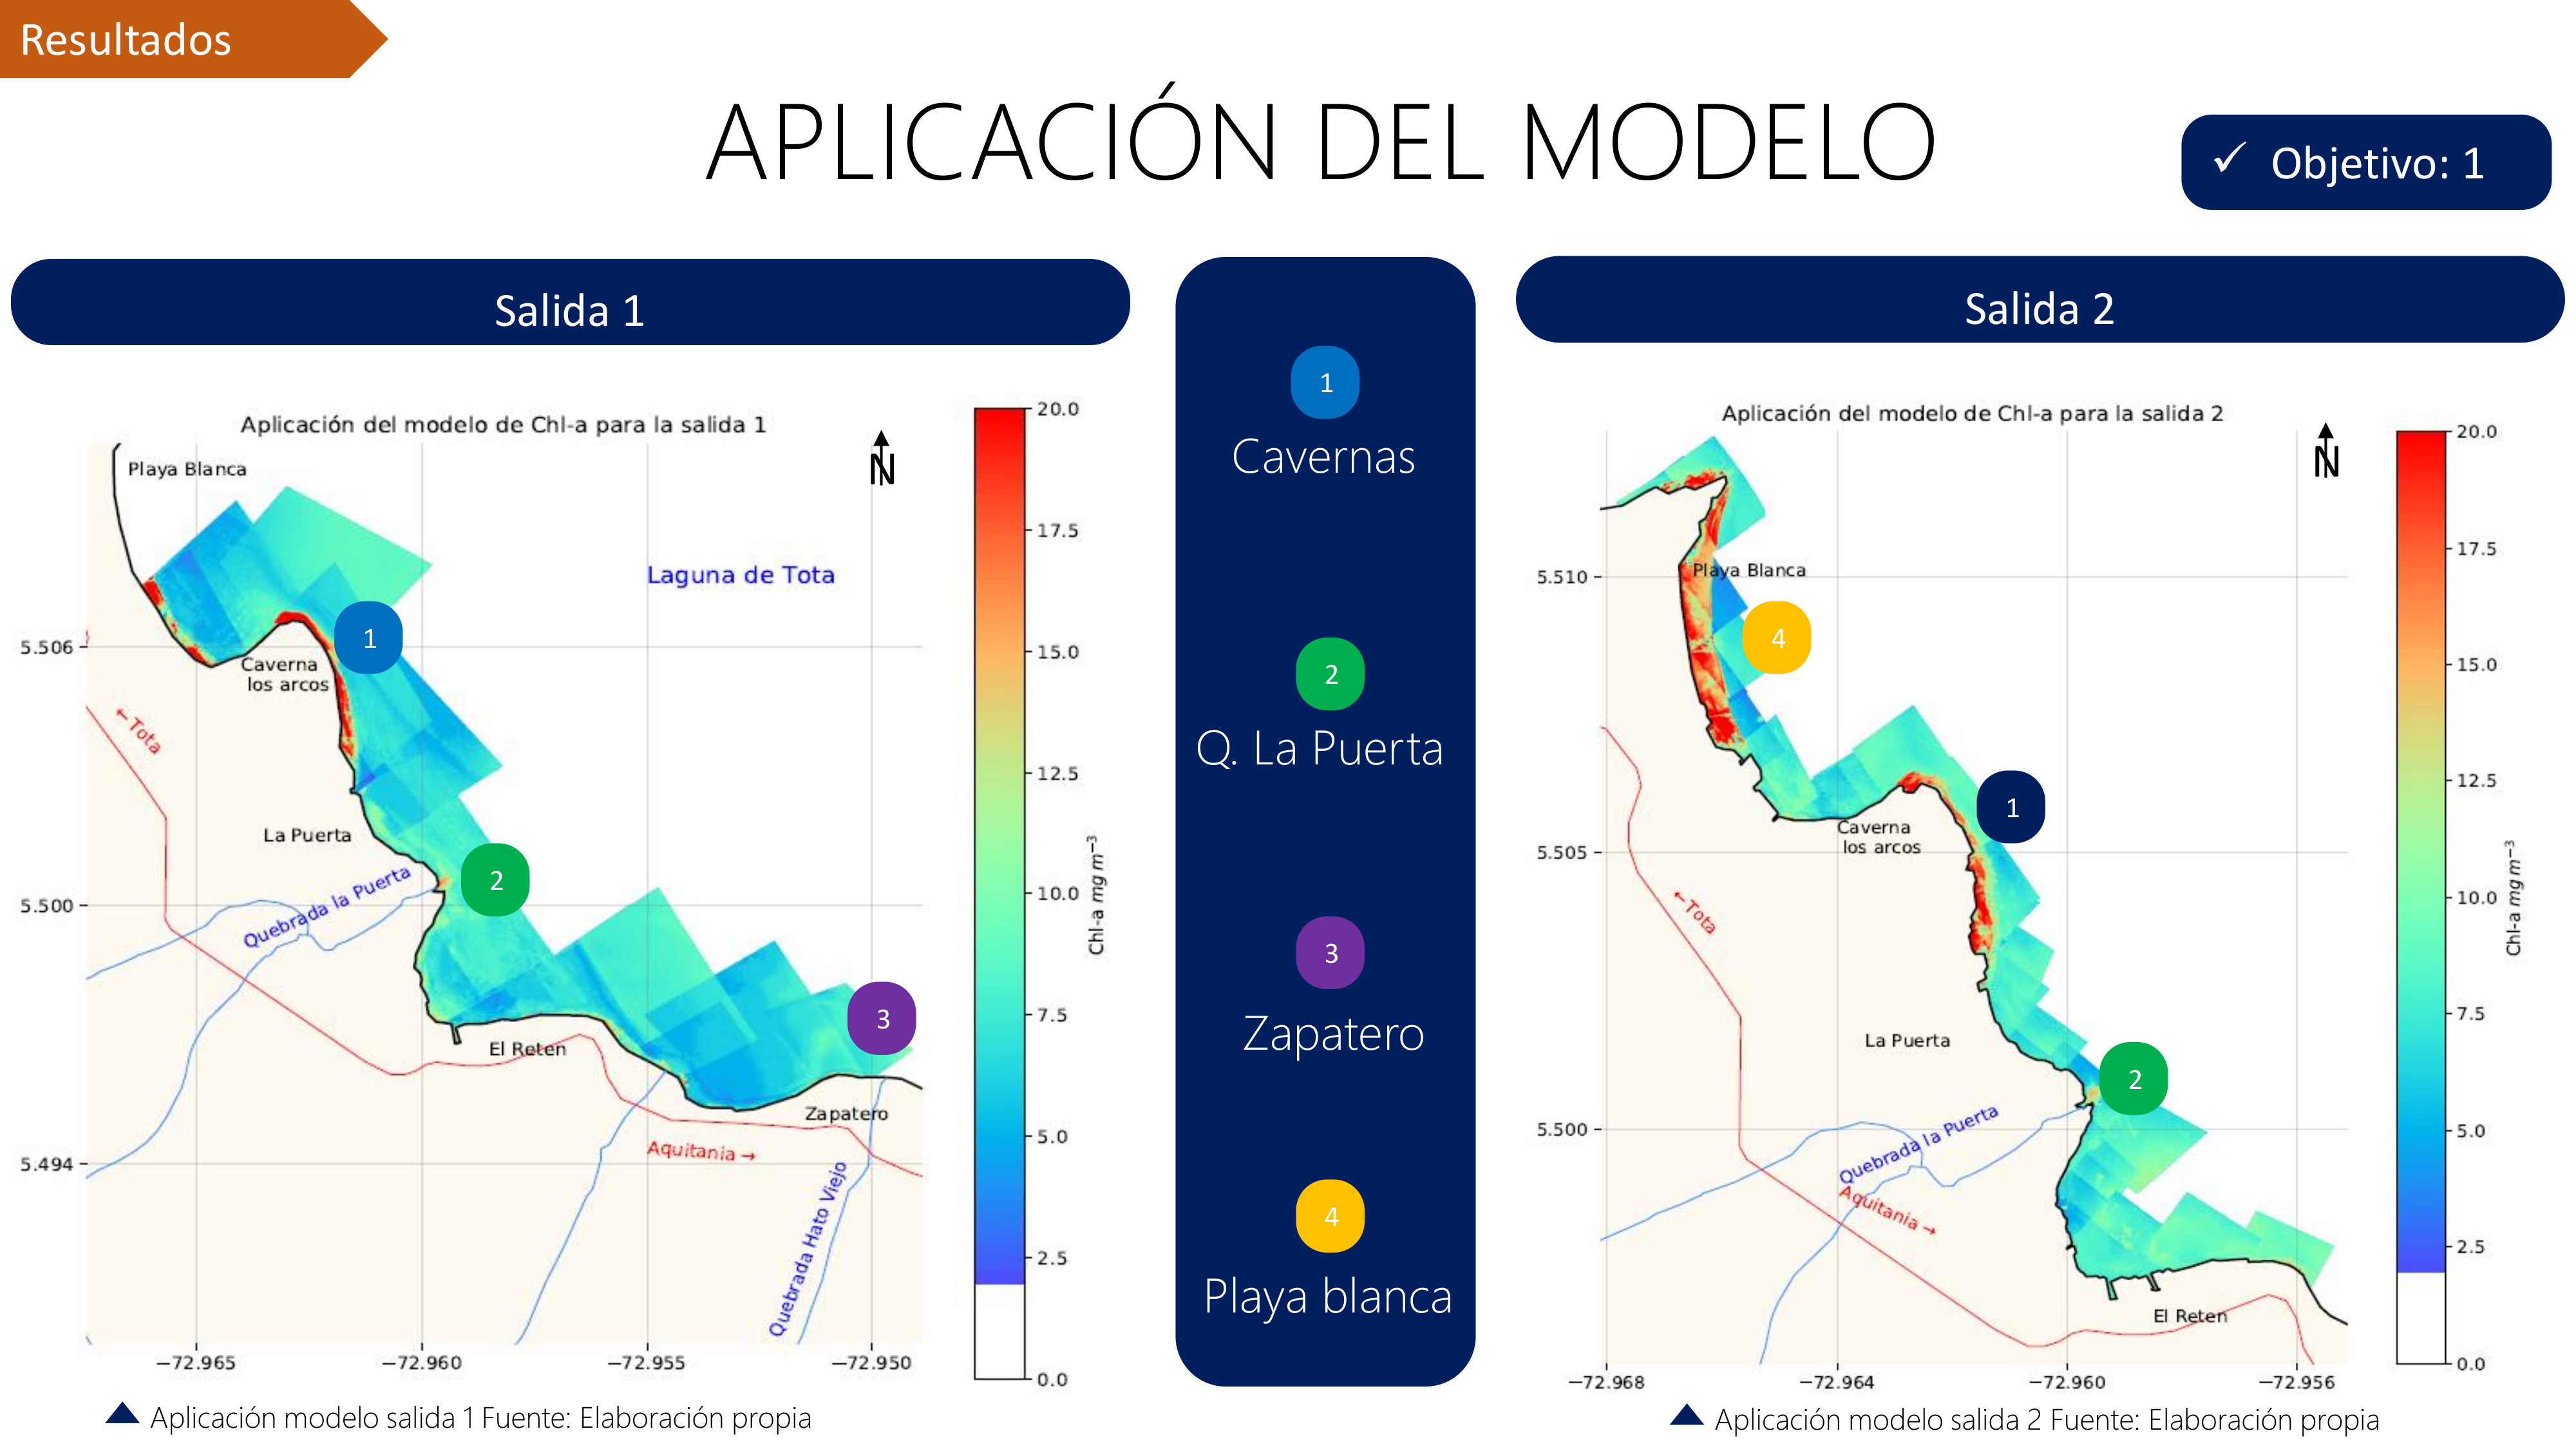 Resultados
APLICACIÓN DEL MODELO
✓ Objetivo: 1
Salida 1
Aplicación del modelo de Chl-a para la salida 1
N
Playa Blanca
Laguna de Tota
1
Caverna
los arcos
← Tota
La Puerta
2
Quebrada la Puerta
3
El Reten
Zapatero
Aquitania →
Quebrada Hato Viejo
5.506
5.500
5.494
−72.965
−72.960
−72.955
−72.950
20.0
17.5
15.0
12.5
10.0
7.5
5.0
2.5
0.0
Chl-a mg m⁻³
Aplicación modelo salida 1 Fuente: Elaboración propia
1
Cavernas
2
Q. La Puerta
3
Zapatero
4
Playa blanca
Salida 2
Aplicación del modelo de Chl-a para la salida 2
N
Playa Blanca
4
1
Caverna
los arcos
← Tota
La Puerta
2
Quebrada la Puerta
Aquitania →
El Reten
5.510
5.505
5.500
−72.968
−72.964
−72.960
−72.956
20.0
17.5
15.0
12.5
10.0
7.5
5.0
2.5
0.0
Chl-a mg m⁻³
Aplicación modelo salida 2 Fuente: Elaboración propia